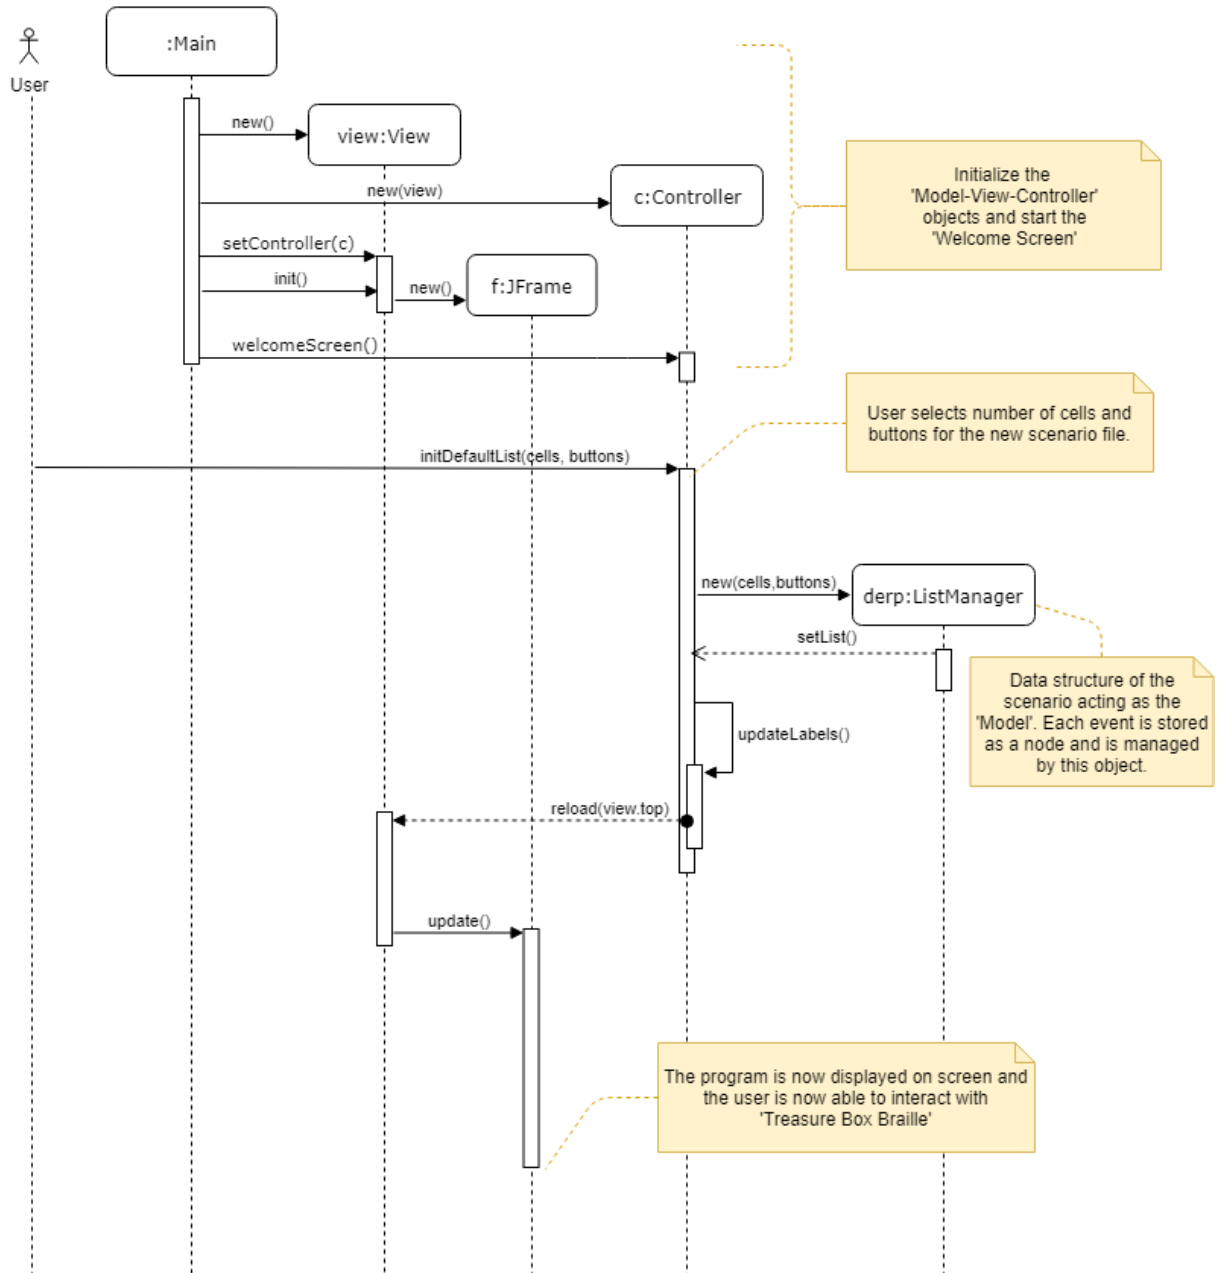 :Main
User
new()
view:View
new(view)
c:Controller
Initialize the
'Model-View-Controller'
objects and start the
'Welcome Screen'
setController(c)
init()
new()
f:JFrame
welcomeScreen()
User selects number of cells and
buttons for the new scenario file.
initDefaultList(cells, buttons)
new(cells,buttons)
derp:ListManager
setList()
Data structure of the
scenario acting as the
'Model'. Each event is stored
as a node and is managed
by this object.
updateLabels()
reload(view.top)
update()
The program is now displayed on screen and
the user is now able to interact with
'Treasure Box Braille'